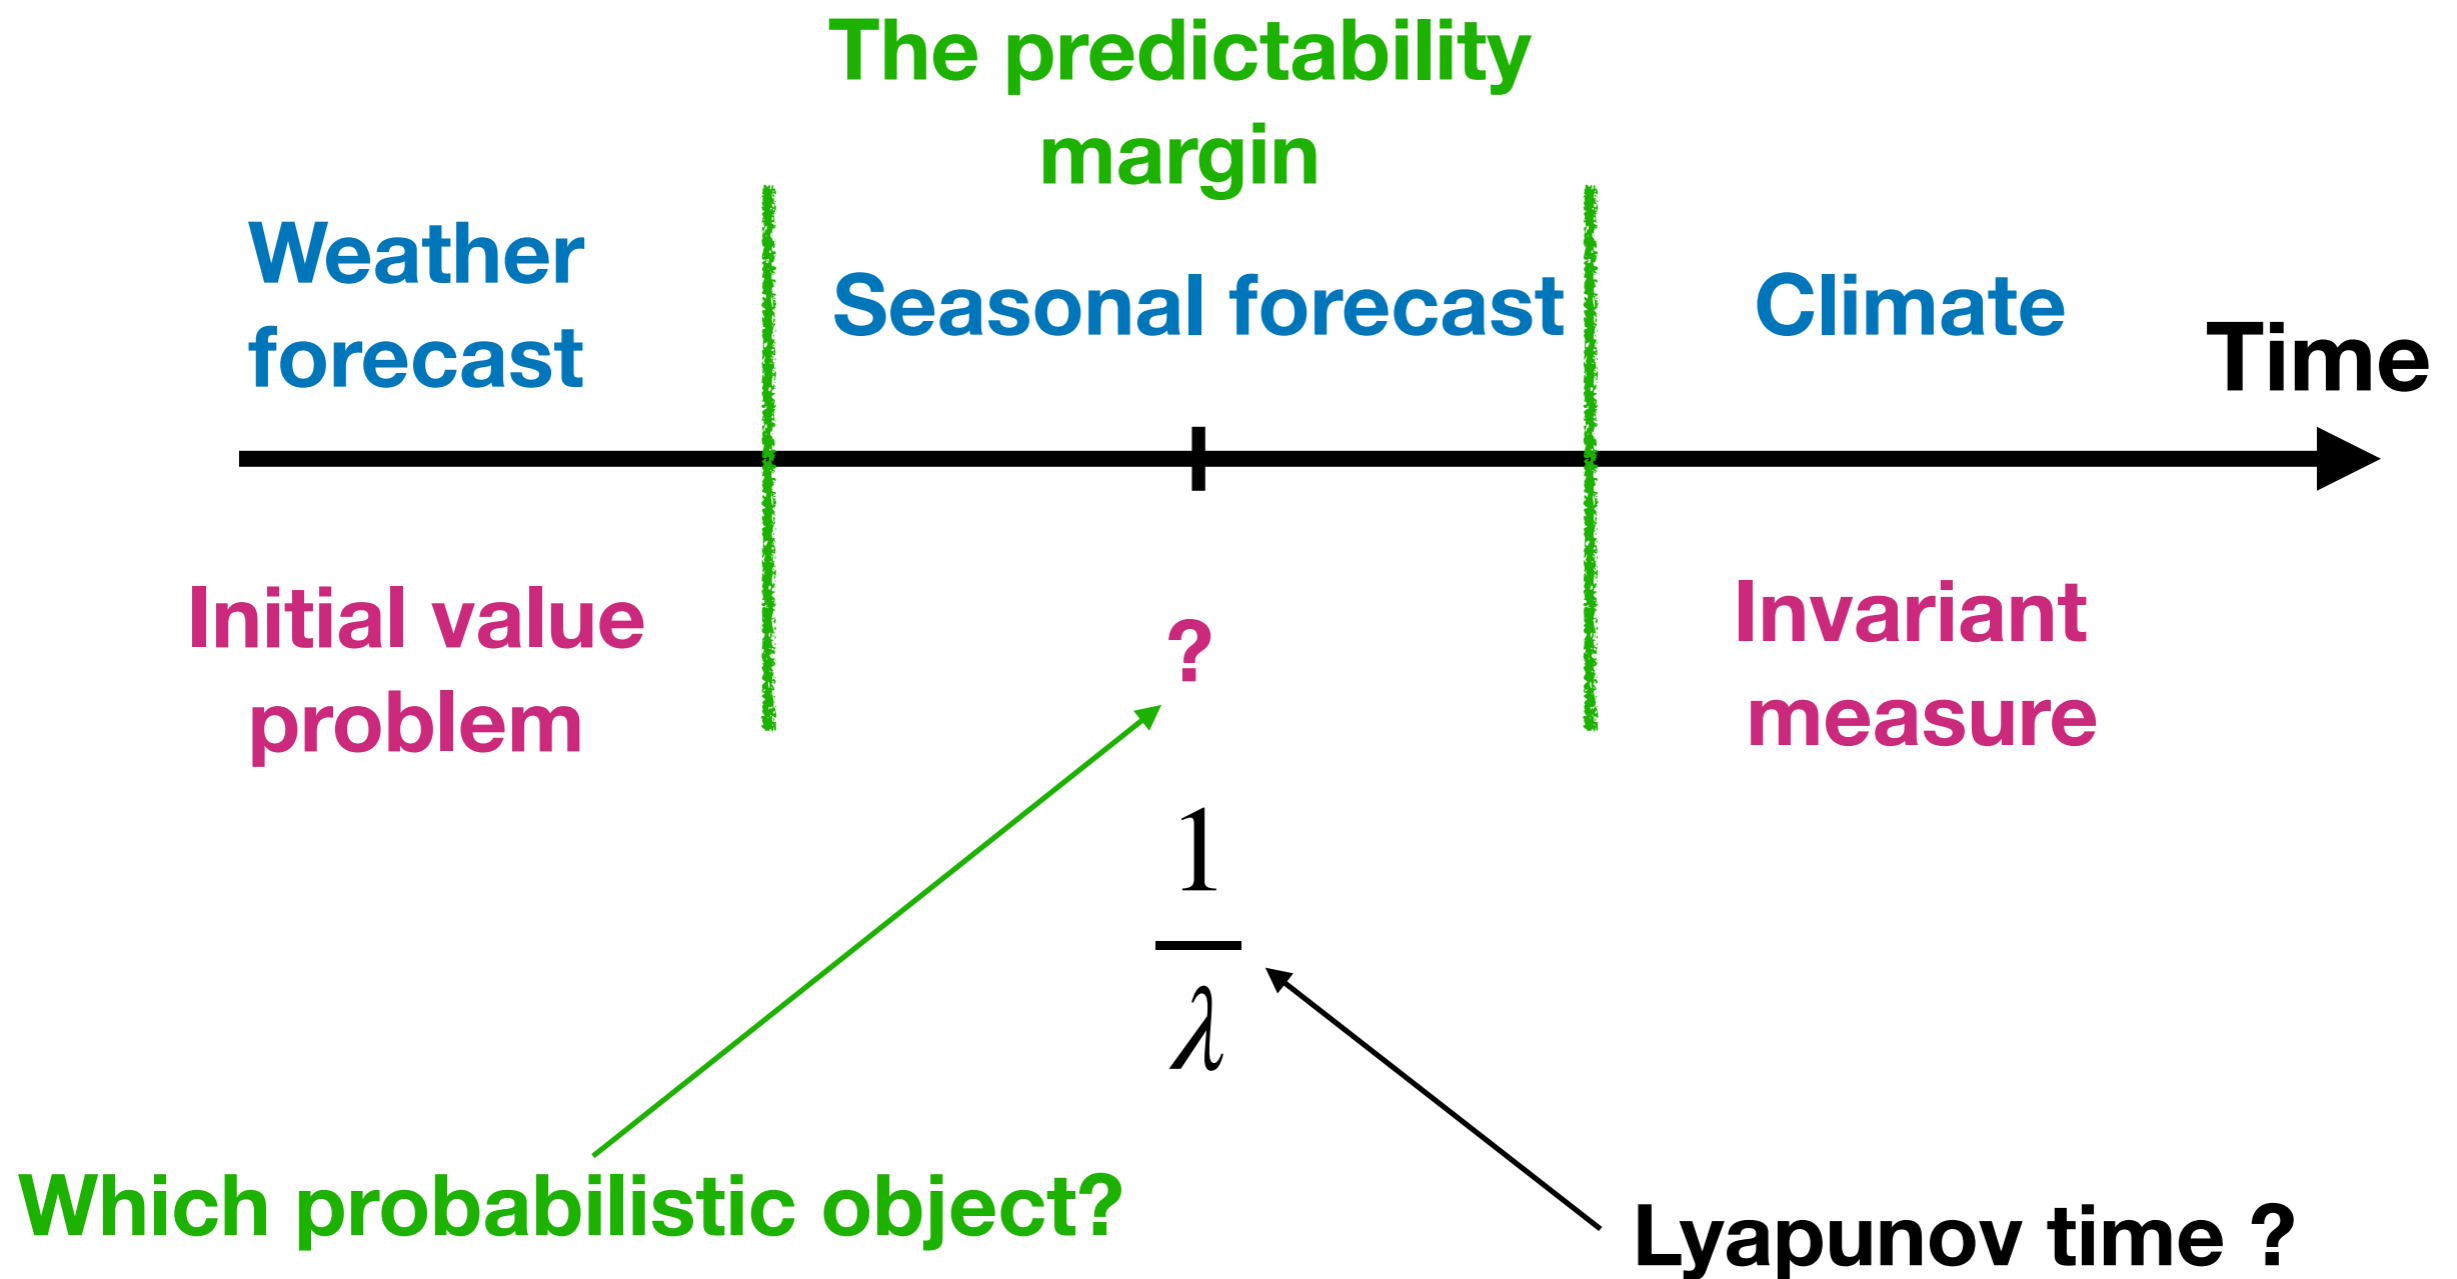 The predictability
margin
Weather
forecast
Seasonal forecast
Climate
Time
Initial value
problem
?
Invariant
measure
1
λ
Which probabilistic object?
Lyapunov time ?